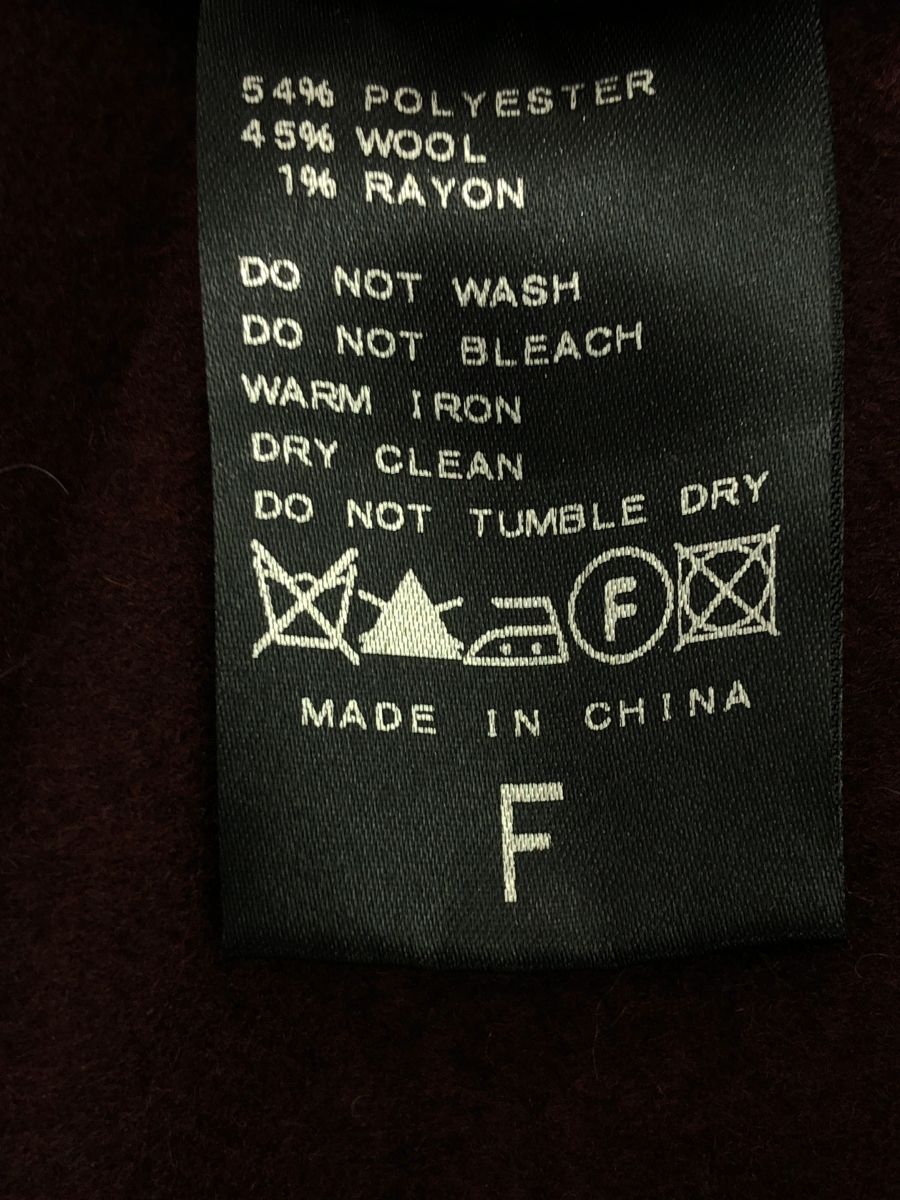 54% POLYESTER
45% WOOL
1% RAYON
DO NOT WASH
DO NOT BLEACH
WARM IRON
DRY CLEAN
DO NOT TUMBLE DRY
F
MADE IN CHINA
F